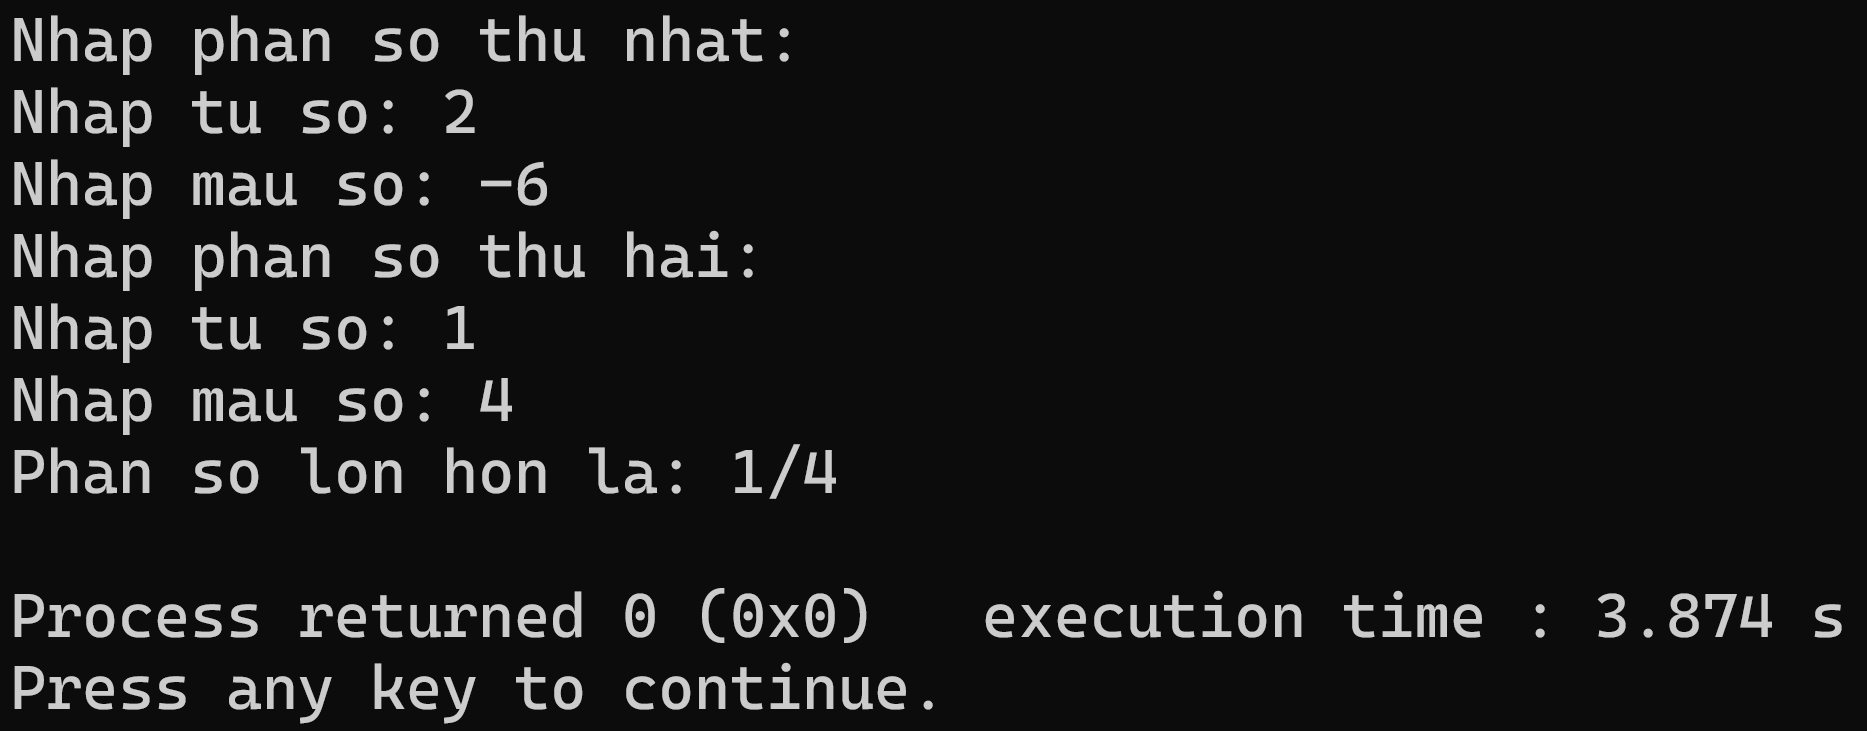 Nhap phan so thu nhat:
Nhap tu so: 2
Nhap mau so: -6
Nhap phan so thu hai:
Nhap tu so: 1
Nhap mau so: 4
Phan so lon hon la: 1/4
Process returned 0 (0x0)   execution time : 3.874 s
Press any key to continue.